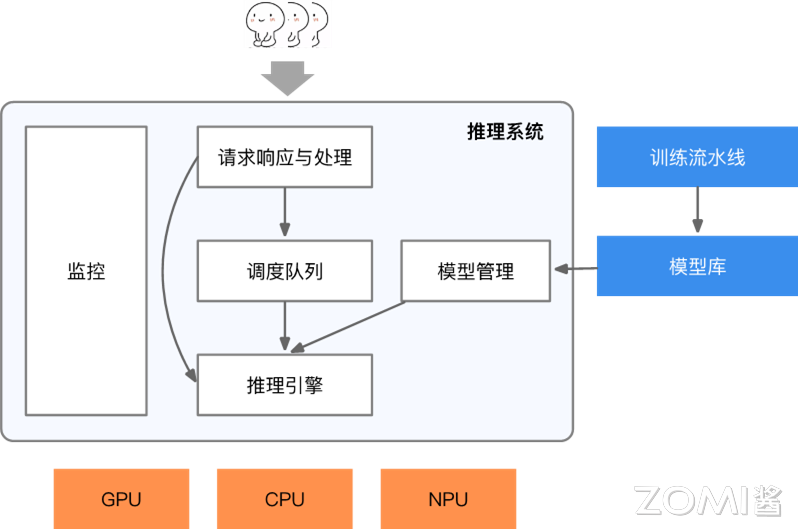 推理系统
请求响应与处理
训练流水线
监控
调度队列
模型管理
模型库
推理引擎
GPU
CPU
NPU
ZOMI酱